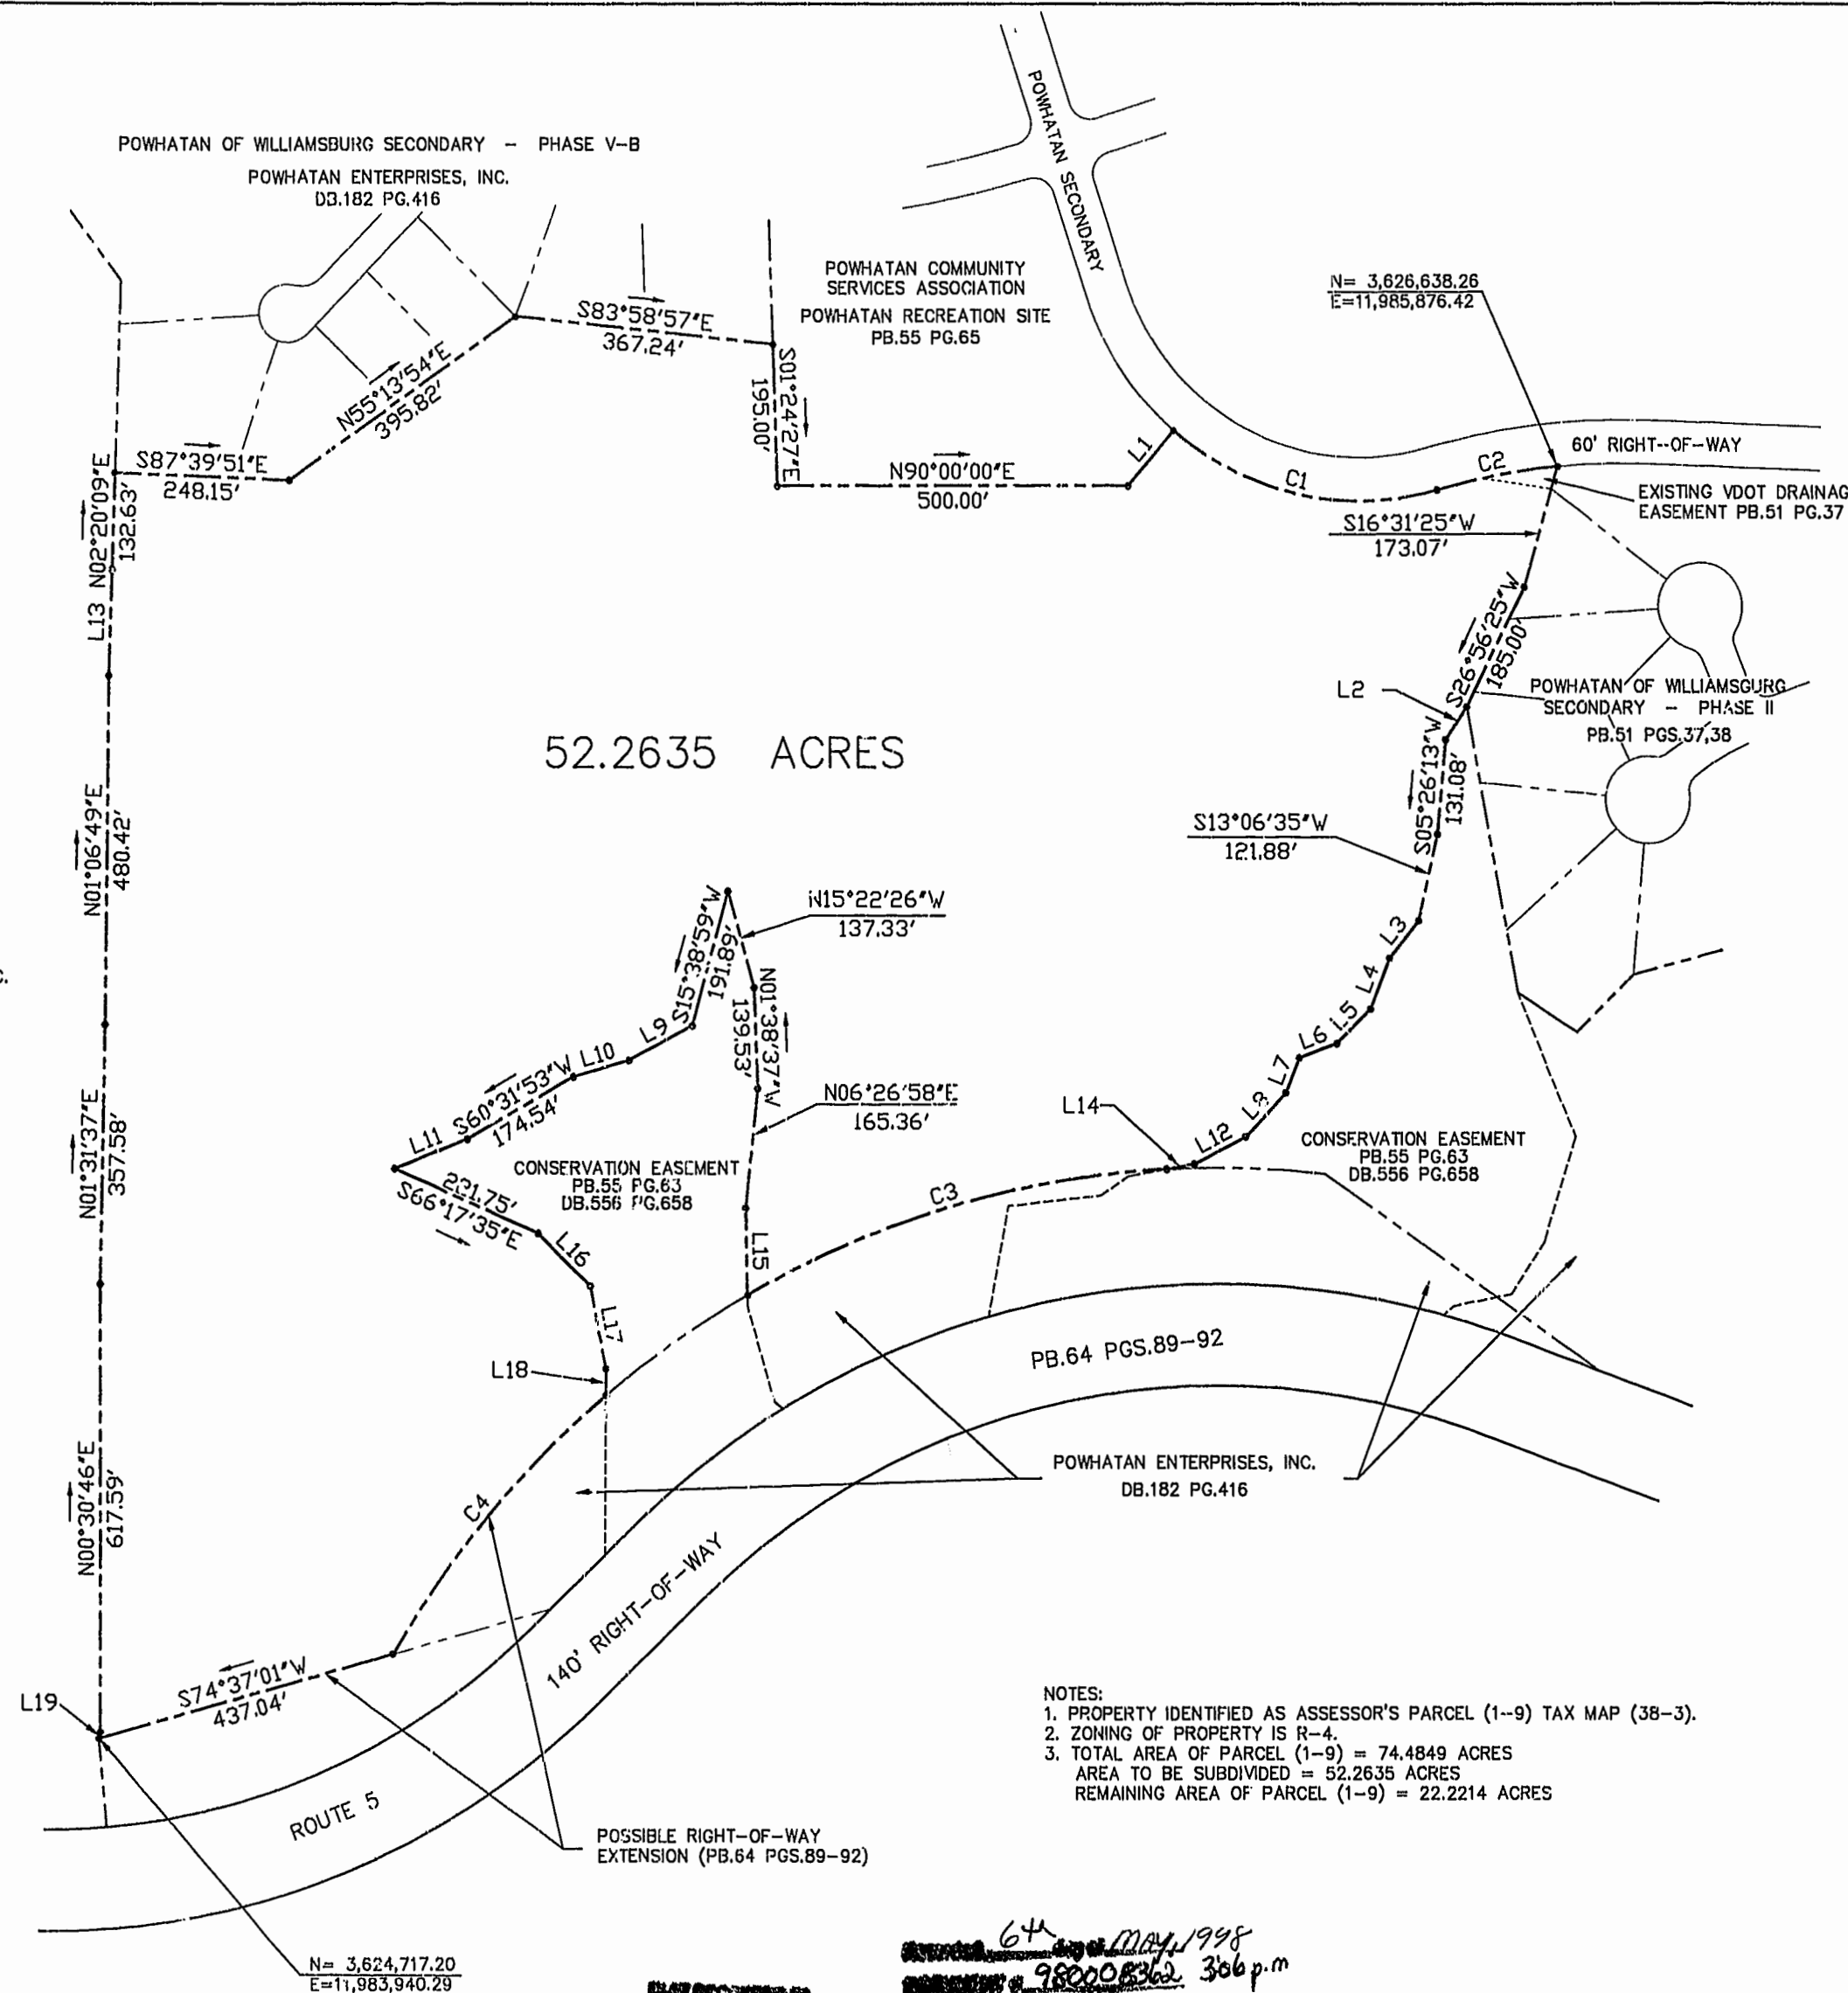 POWHATAN OF WILLIAMSBURG SECONDARY - PHASE V-B
POWHATAN ENTERPRISES, INC.
DB.182 PG.416
POWHATAN SECONDARY
POWHATAN COMMUNITY
SERVICES ASSOCIATION
POWHATAN RECREATION SITE
PB.55 PG.65
N= 3,626,638.26
E=11,985,876.42
S83°58'57"E
367.24'
N55°13'54"E
395.82'
S01°24'27"E
195.00'
S87°39'51"E
248.15'
L1
N90°00'00"E
500.00'
C1
C2
60' RIGHT-OF-WAY
EXISTING VDOT DRAINAG
EASEMENT PB.51 PG.37
S16°31'25"W
173.07'
L13 N02°20'09"E
132.63'
S26°56'25"W
185.00'
L2
POWHATAN OF WILLIAMSGURG
SECONDARY - PHASE II
PB.51 PGS.37,38
52.2635 ACRES
S05°26'13"W
131.08'
S13°06'35"W
121.88'
N01°06'49"E
480.42'
N15°22'26"W
137.33'
S15°38'59"W
191.89'
L3
L4
L5
L6
L7
L8
L9
L10
N01°38'37"W
139.53'
S60°31'53"W
174.54'
L11
N06°26'58"E
165.36'
L14
L12
N01°31'37"E
357.58'
CONSERVATION EASEMENT
PB.55 PG.63
DB.556 PG.658
CONSERVATION EASEMENT
PB.55 PG.63
DB.556 PG.658
221.75'
S66°17'35"E
C3
L15
L16
L17
L18
PB.64 PGS.89-92
POWHATAN ENTERPRISES, INC.
DB.182 PG.416
C4
N00°30'46"E
617.59'
140' RIGHT-OF-WAY
S74°37'01"W
437.04'
L19
ROUTE 5
NOTES:
1. PROPERTY IDENTIFIED AS ASSESSOR'S PARCEL (1-9) TAX MAP (38-3).
2. ZONING OF PROPERTY IS R-4.
3. TOTAL AREA OF PARCEL (1-9) = 74.4849 ACRES
AREA TO BE SUBDIVIDED = 52.2635 ACRES
REMAINING AREA OF PARCEL (1-9) = 22.2214 ACRES
POSSIBLE RIGHT-OF-WAY
EXTENSION (PB.64 PGS.89-92)
N= 3,624,717.20
E=11,983,940.29
6th MAY, 1998
980008362 3:06 p.m